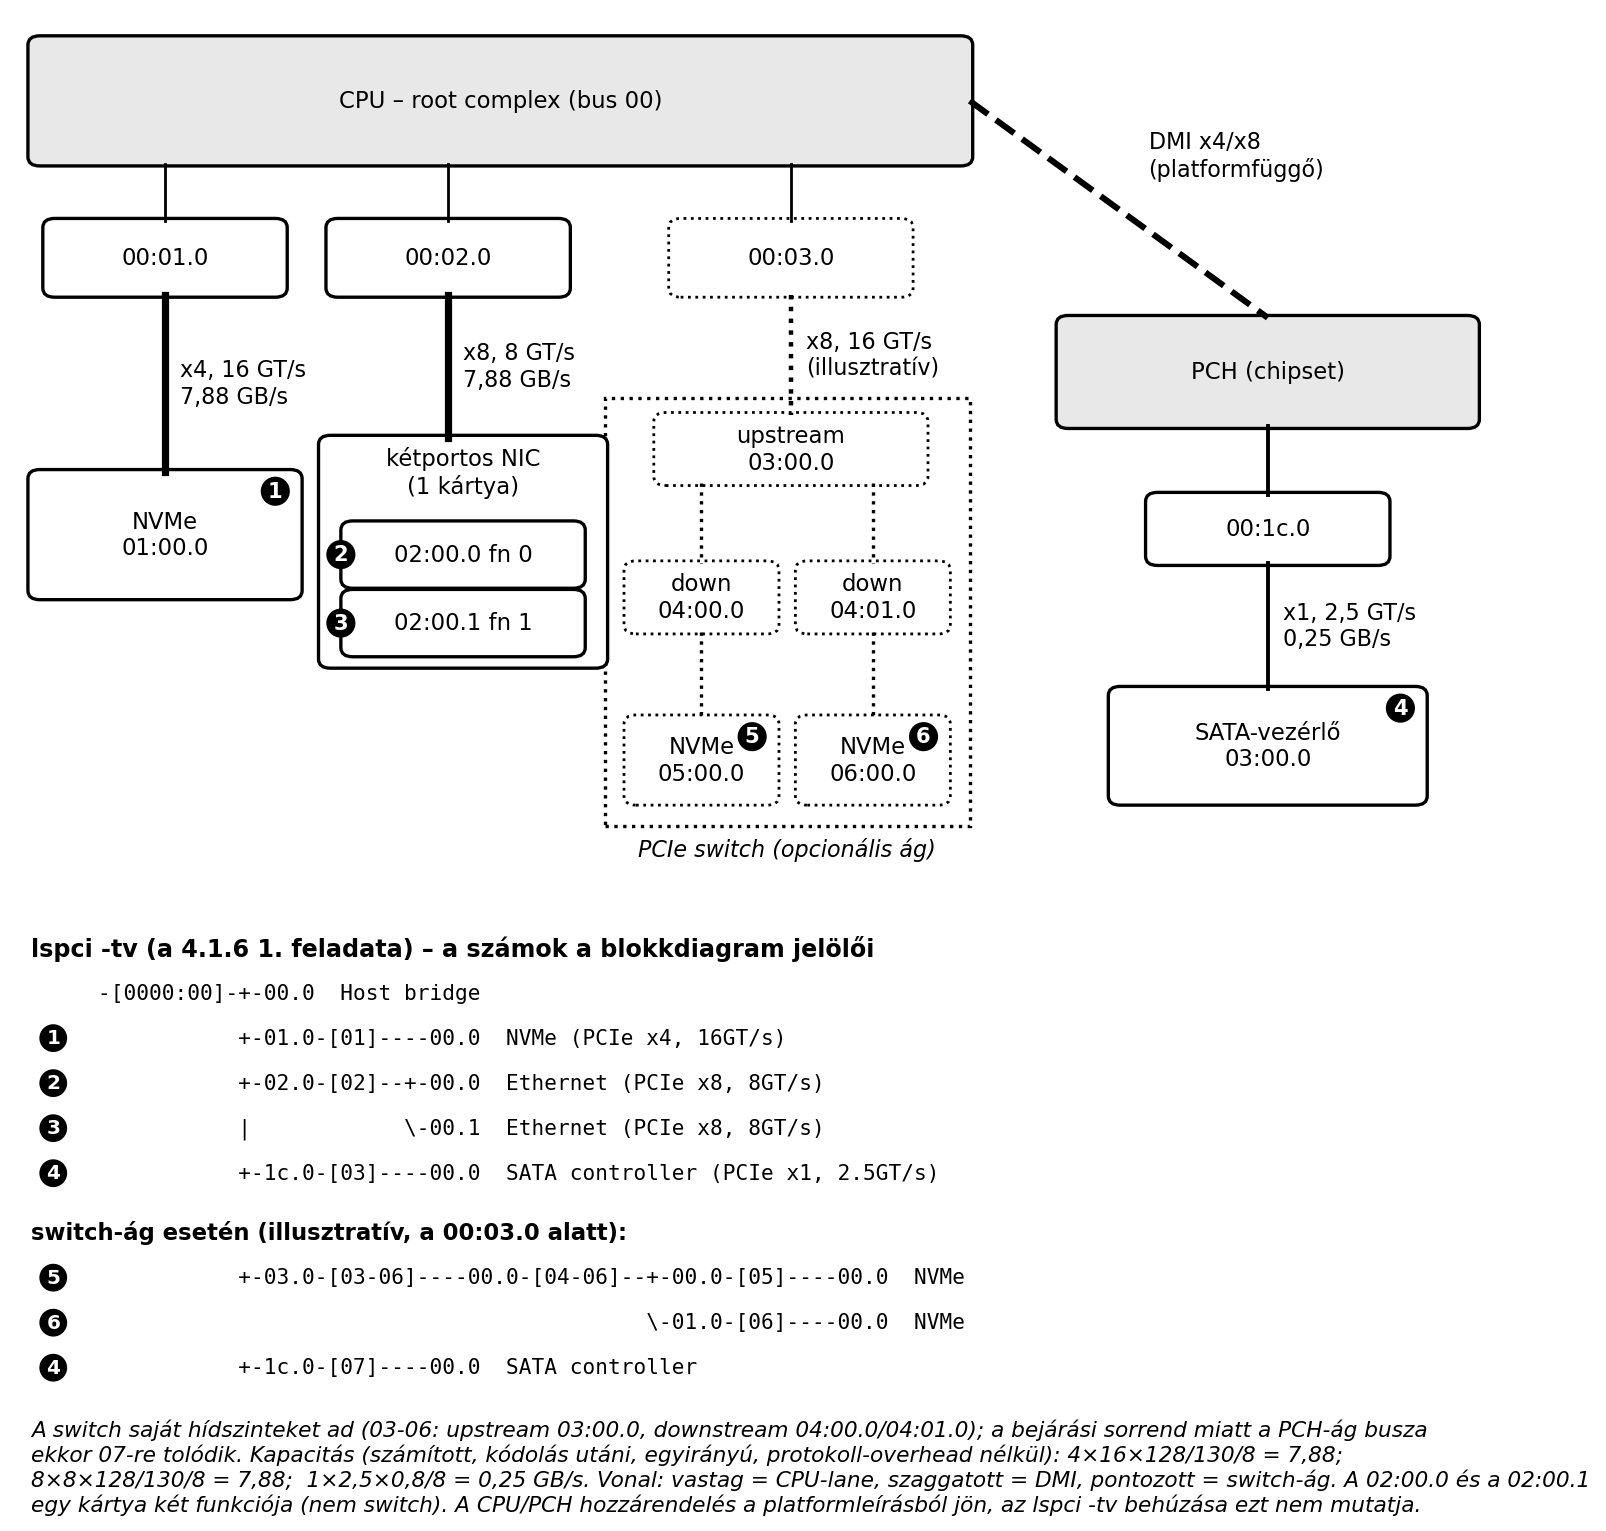 CPU – root complex (bus 00)
DMI x4/x8
(platformfüggő)
00:01.0
00:02.0
00:03.0
x4, 16 GT/s
7,88 GB/s
x8, 8 GT/s
7,88 GB/s
x8, 16 GT/s
(illusztratív)
PCH (chipset)
1
NVMe
01:00.0
kétportos NIC
(1 kártya)
2 02:00.0 fn 0
3 02:00.1 fn 1
upstream
03:00.0
down
04:00.0
down
04:01.0
NVMe 5
05:00.0
NVMe 6
06:00.0
PCIe switch (opcionális ág)
00:1c.0
x1, 2,5 GT/s
0,25 GB/s
4
SATA-vezérlő
03:00.0
lspci -tv (a 4.1.6 1. feladata) – a számok a blokkdiagram jelölői
-[0000:00]-+-00.0  Host bridge
1 +-01.0-[01]----00.0  NVMe (PCIe x4, 16GT/s)
2 +-02.0-[02]--+-00.0  Ethernet (PCIe x8, 8GT/s)
3 |            \-00.1  Ethernet (PCIe x8, 8GT/s)
4 +-1c.0-[03]----00.0  SATA controller (PCIe x1, 2.5GT/s)
switch-ág esetén (illusztratív, a 00:03.0 alatt):
5 +-03.0-[03-06]----00.0-[04-06]--+-00.0-[05]----00.0  NVMe
6 \-01.0-[06]----00.0  NVMe
4 +-1c.0-[07]----00.0  SATA controller
A switch saját hídszinteket ad (03-06: upstream 03:00.0, downstream 04:00.0/04:01.0); a bejárási sorrend miatt a PCH-ág busza
ekkor 07-re tolódik. Kapacitás (számított, kódolás utáni, egyirányú, protokoll-overhead nélkül): 4×16×128/130/8 = 7,88;
8×8×128/130/8 = 7,88;  1×2,5×0,8/8 = 0,25 GB/s. Vonal: vastag = CPU-lane, szaggatott = DMI, pontozott = switch-ág. A 02:00.0 és a 02:00.1
egy kártya két funkciója (nem switch). A CPU/PCH hozzárendelés a platformleírásból jön, az lspci -tv behúzása ezt nem mutatja.